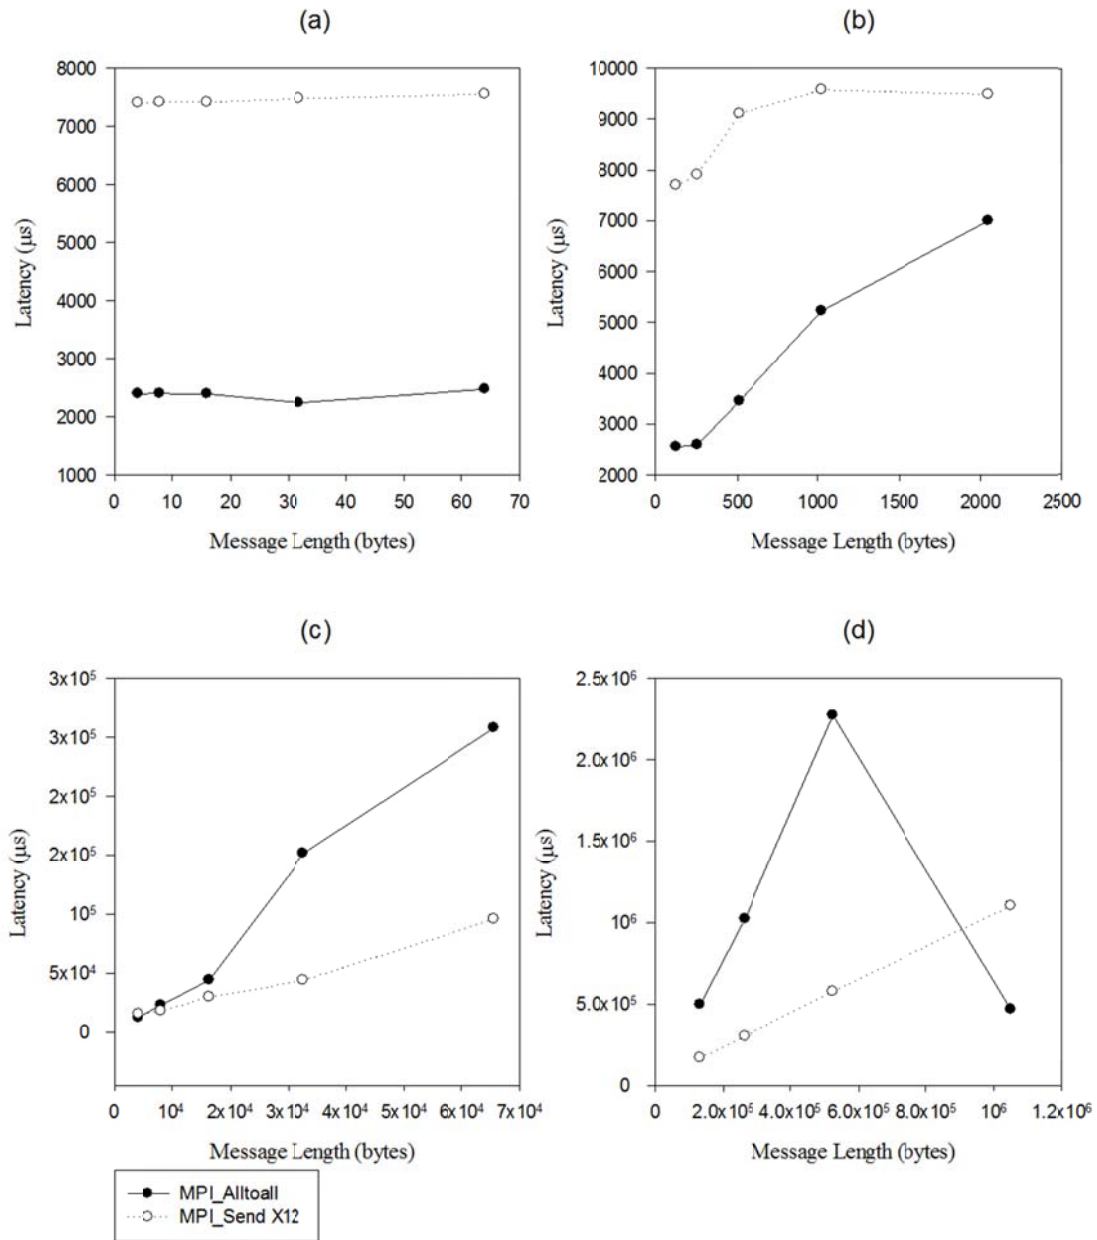 (a)
8000
7000
6000
5000
4000
3000
2000
1000
Latency (µs)
0 10 20 30 40 50 60 70
Message Length (bytes)
(b)
10000
9000
8000
7000
6000
5000
4000
3000
2000
Latency (µs)
0 500 1000 1500 2000 2500
Message Length (bytes)
(c)
3x10⁵
3x10⁵
2x10⁵
2x10⁵
10⁵
5x10⁴
0
Latency (µs)
0 10⁴ 2x10⁴ 3x10⁴ 4x10⁴ 5x10⁴ 6x10⁴ 7x10⁴
Message Length (bytes)
(d)
2.5x10⁶
2.0x10⁶
1.5x10⁶
10⁶
5.0x10⁵
0
Latency (µs)
0 2.0x10⁵ 4.0x10⁵ 6.0x10⁵ 8.0x10⁵ 10⁶ 1.2x10⁶
Message Length (bytes)
MPI_Alltoall
MPI_Send X12